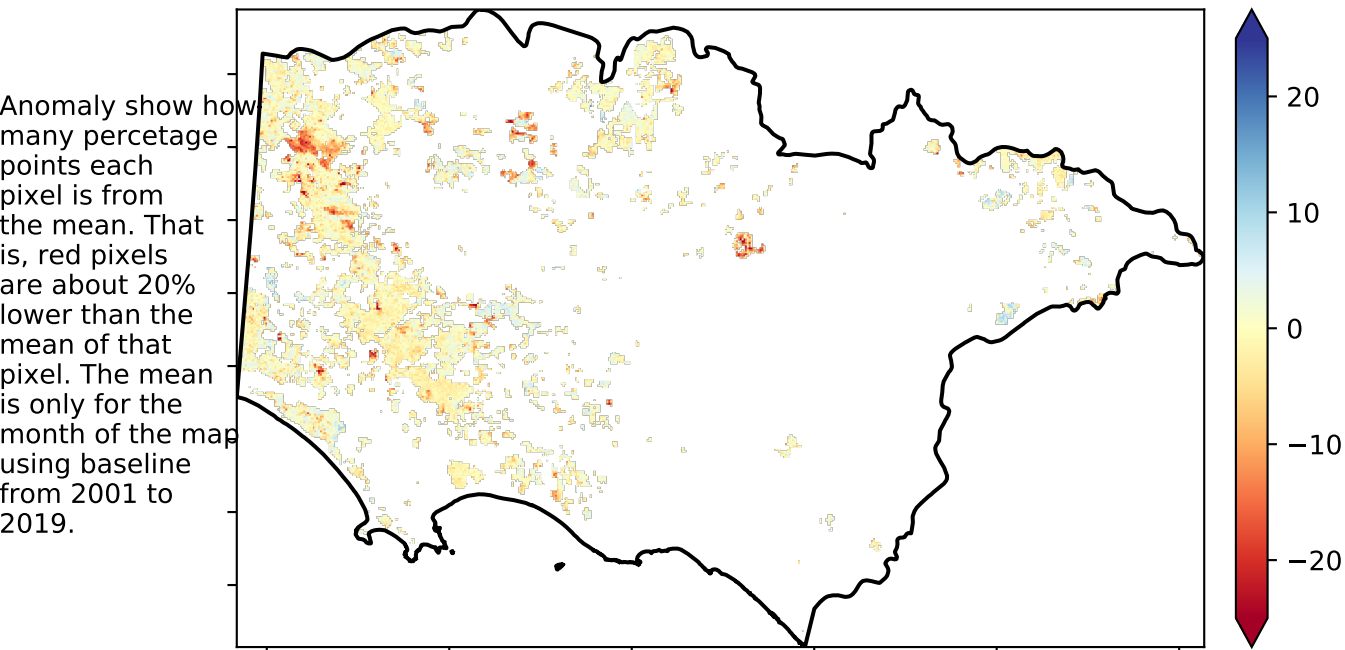 Anomaly show how
many percetage
points each
pixel is from
the mean. That
is, red pixels
are about 20%
lower than the
mean of that
pixel. The mean
is only for the
month of the map
using baseline
from 2001 to
2019.
20
10
0
−10
−20